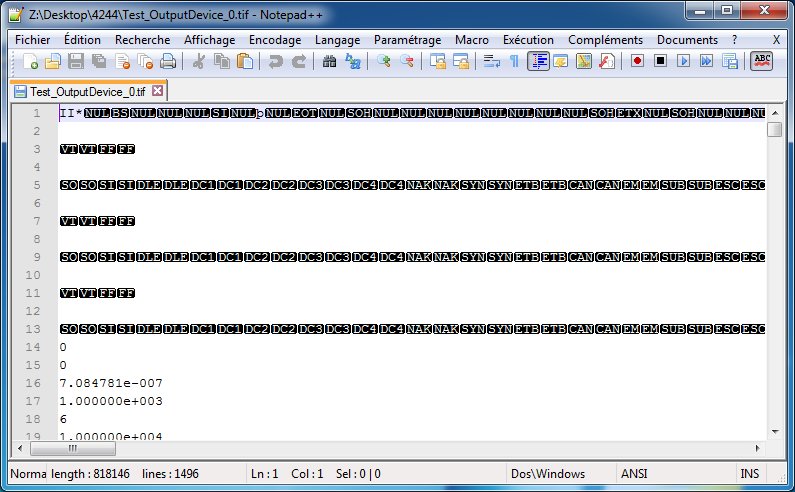 Z:\Desktop\4244\Test_OutputDevice_0.tif - Notepad++
Fichier Édition Recherche Affichage Encodage Langage Paramétrage Macro Exécution Compléments Documents ? X
ABC
Test_OutputDevice_0.tif
1 II*NULBSNULNULNULSINULbNULEOTNULSOHNULNULNULNULNULNULNULNULSOHETXNULSOHNULNULNU
2
3 VTVTFFFF
4
5 SOSOSISIDLEDLEDC1DC1DC2DC2DC3DC3DC4DC4NAKNAKSYNSYNETBETBCANCANEMEMSUBSUBESCESC
6
7 VTVTFFFF
8
9 SOSOSISIDLEDLEDC1DC1DC2DC2DC3DC3DC4DC4NAKNAKSYNSYNETBETBCANCANEMEMSUBSUBESCESC
10
11 VTVTFFFF
12
13 SOSOSISIDLEDLEDC1DC1DC2DC2DC3DC3DC4DC4NAKNAKSYNSYNETBETBCANCANEMEMSUBSUBESCESC
14 0
15 0
16 7.084781e-007
17 1.000000e+003
18 6
19 1.000000e+004
Norma length : 818146 lines : 1496 Ln : 1 Col : 1 Sel : 0 | 0 Dos\Windows ANSI INS